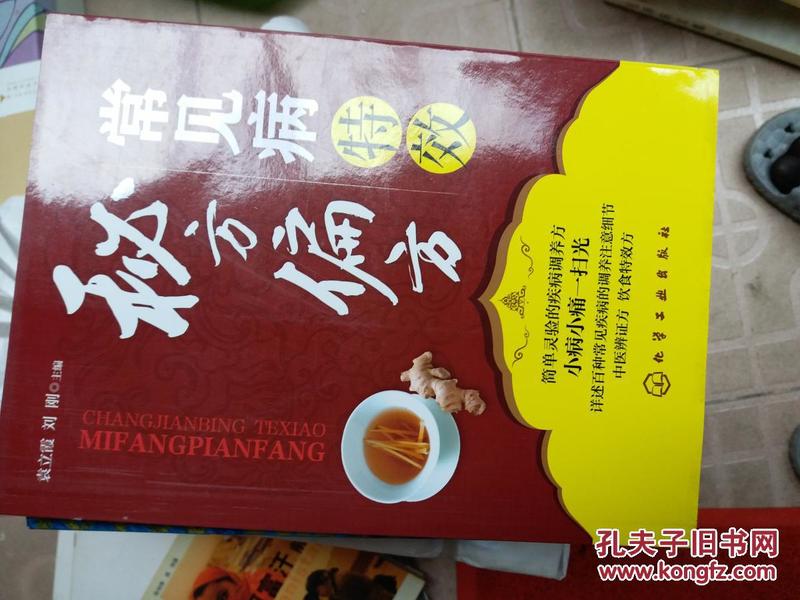 常见病特效
秘方偏方
袁立霞 刘 刚 主编
CHANGJIANBING TEXIAO
MIFANGPIANFANG
简单灵验的疾病调养方
小病小痛一扫光
详述百种常见疾病的调养注意细节
中医辨证方 饮食特效方
化学工业出版社
孔夫子旧书网
www.kongfz.com